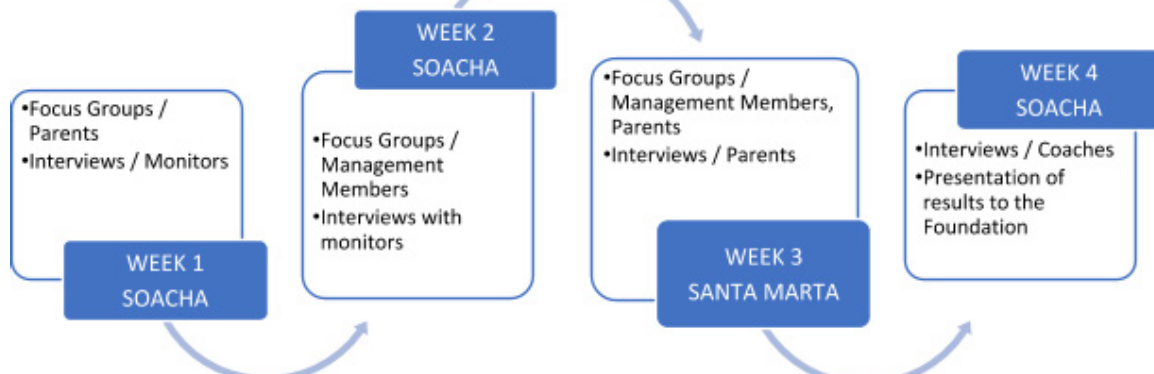 •Focus Groups /
Parents
•Interviews / Monitors
WEEK 1
SOACHA
WEEK 2
SOACHA
•Focus Groups /
Management
Members
•Interviews with
monitors
•Focus Groups /
Management Members,
Parents
•Interviews / Parents
WEEK 3
SANTA MARTA
WEEK 4
SOACHA
•Interviews / Coaches
•Presentation of
results to the
Foundation